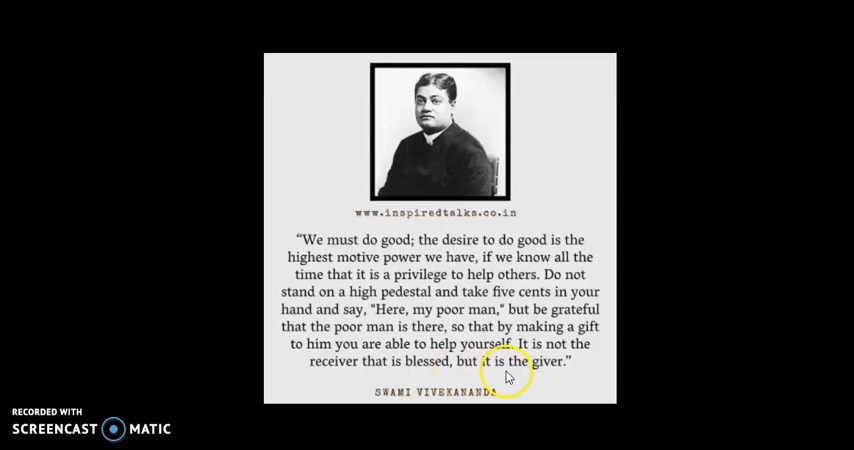 www.inspiredtalks.co.in
“We must do good; the desire to do good is the
highest motive power we have, if we know all the
time that it is a privilege to help others. Do not
stand on a high pedestal and take five cents in your
hand and say, "Here, my poor man," but be grateful
that the poor man is there, so that by making a gift
to him you are able to help yourself. It is not the
receiver that is blessed, but it is the giver.”
SWAMI VIVEKANANDA
RECORDED WITH
SCREENCAST MATIC